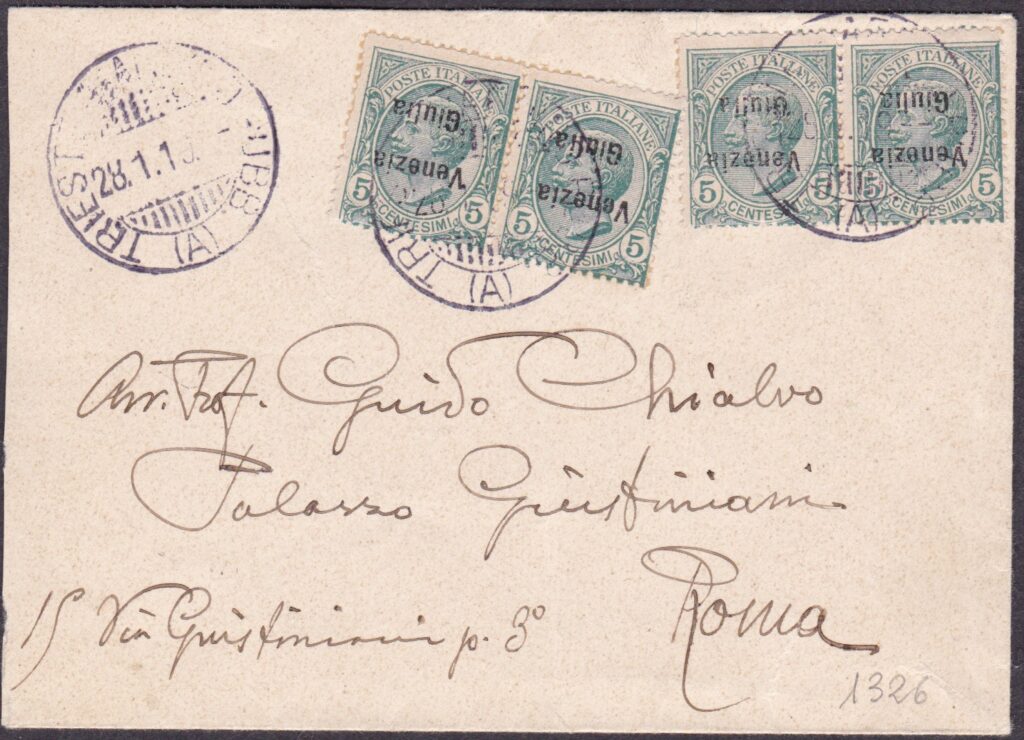 TRIEST
28.1.19
(A)
POSTE ITALIANE
Venezia
Giulia
5 CENTESIMI 5
POSTE ITALIANE
Venezia
Giulia
5 CENTESIMI 5
TR
(A)
POSTE ITALIANE
Venezia
Giulia
5 CENTESIMI 5
POSTE ITALIANE
Venezia
Giulia
5 CENTESIMI 5
(A)
Avv. Prof. Guido Chialvo
Palazzo Giustiniani
15 Via Giustiniani p. 3°
Roma
1326